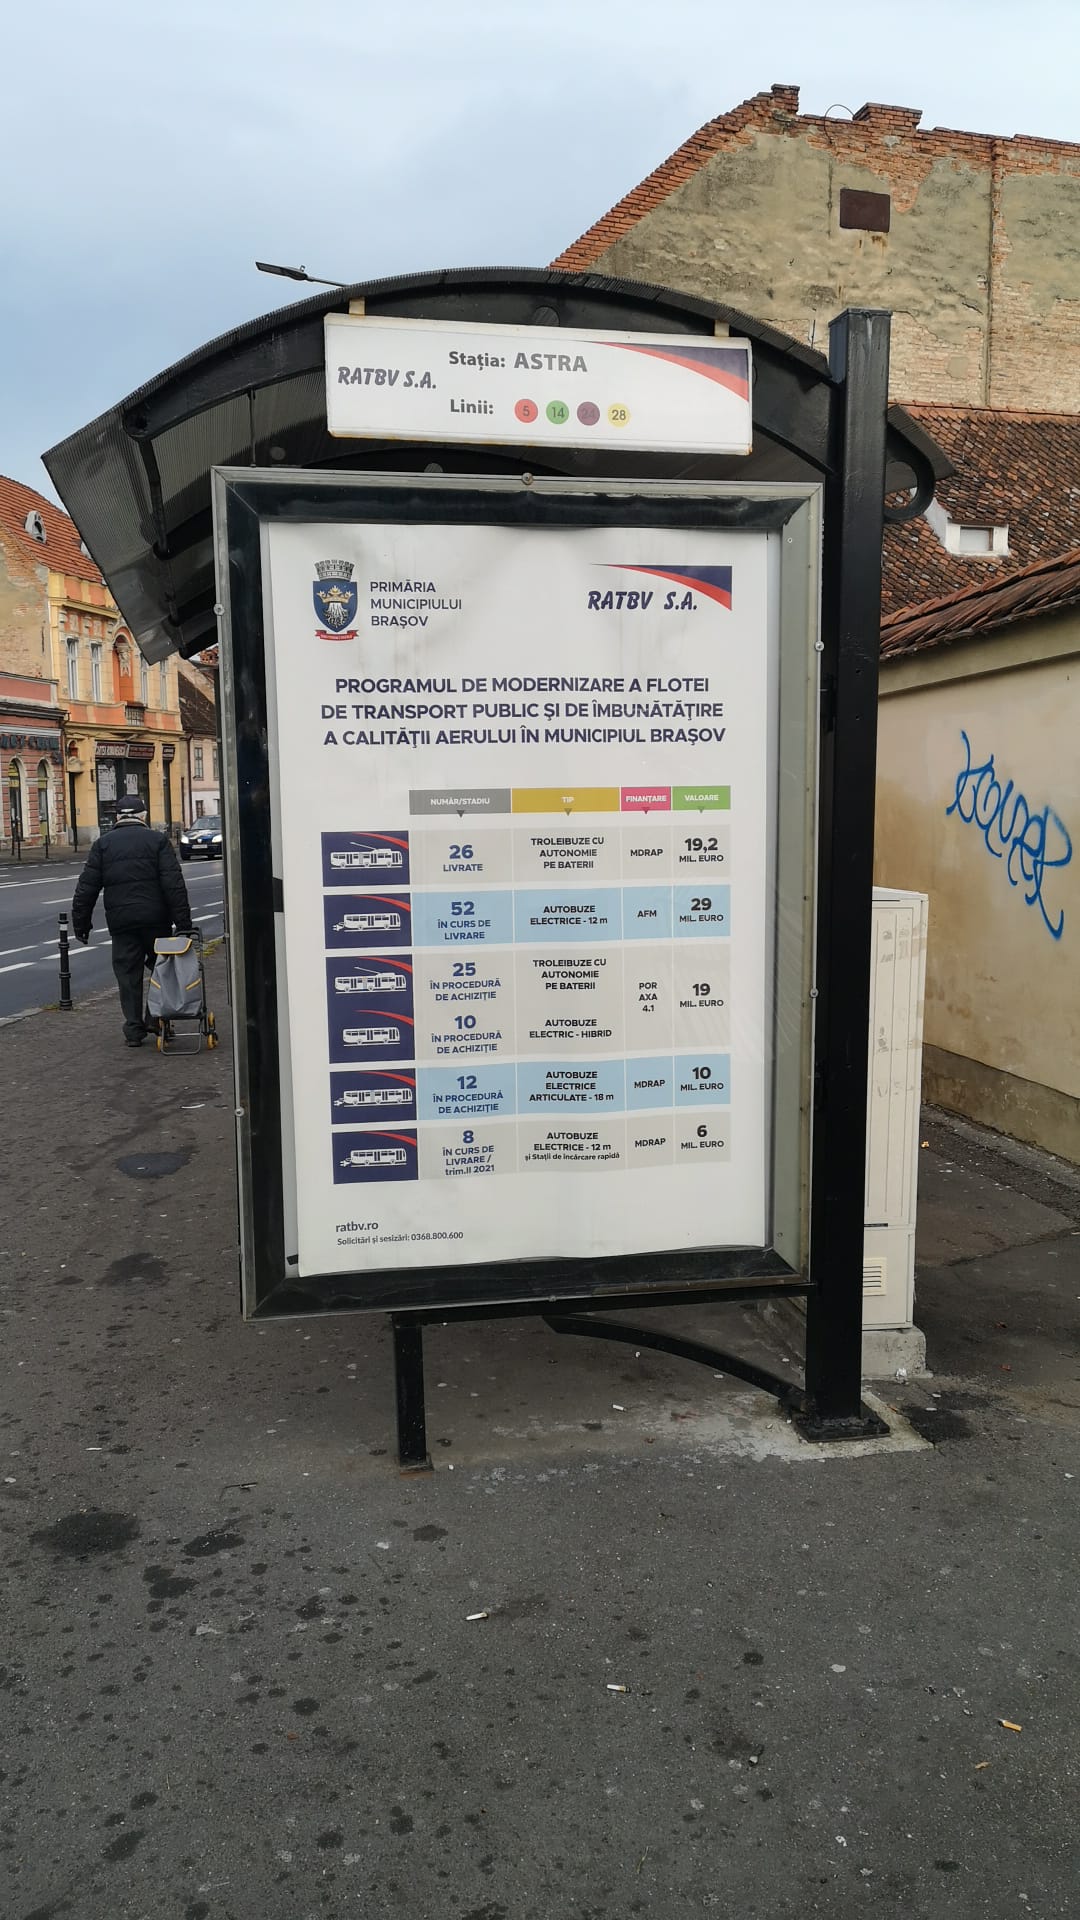 Stația: ASTRA
RATBV S.A.
Linii: 5 14 24 28
PRIMĂRIA
MUNICIPIULUI
BRAȘOV
RATBV S.A.
PROGRAMUL DE MODERNIZARE A FLOTEI
DE TRANSPORT PUBLIC ȘI DE ÎMBUNĂTĂȚIRE
A CALITĂȚII AERULUI ÎN MUNICIPIUL BRAȘOV
NUMĂR/STADIU TIP FINANȚARE VALOARE
26
LIVRATE
TROLEIBUZE CU
AUTONOMIE
PE BATERII
MDRAP
19,2
MIL. EURO
52
ÎN CURS DE
LIVRARE
AUTOBUZE
ELECTRICE - 12 m
AFM
29
MIL. EURO
25
ÎN PROCEDURĂ
DE ACHIZIȚIE
TROLEIBUZE CU
AUTONOMIE
PE BATERII
10
ÎN PROCEDURĂ
DE ACHIZIȚIE
AUTOBUZE
ELECTRIC - HIBRID
POR
AXA
4.1
19
MIL. EURO
12
ÎN PROCEDURĂ
DE ACHIZIȚIE
AUTOBUZE
ELECTRICE
ARTICULATE - 18 m
MDRAP
10
MIL. EURO
8
ÎN CURS DE
LIVRARE /
trim.II 2021
AUTOBUZE
ELECTRICE - 12 m
și Stații de încărcare rapidă
MDRAP
6
MIL. EURO
ratbv.ro
Solicitări și sesizări: 0368.800.600